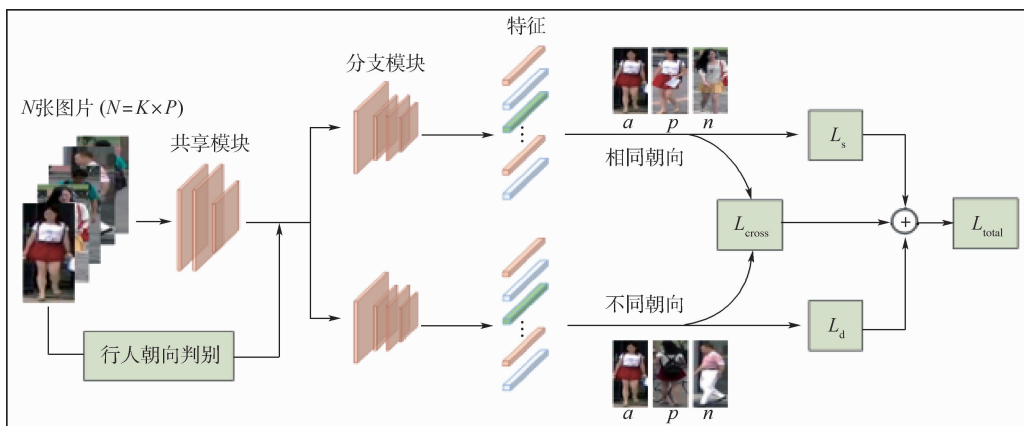 特征
分支模块
N张图片 (N=K×P)
共享模块
a p n
相同朝向
L_s
L_cross
+
L_total
不同朝向
L_d
行人朝向判别
a p n